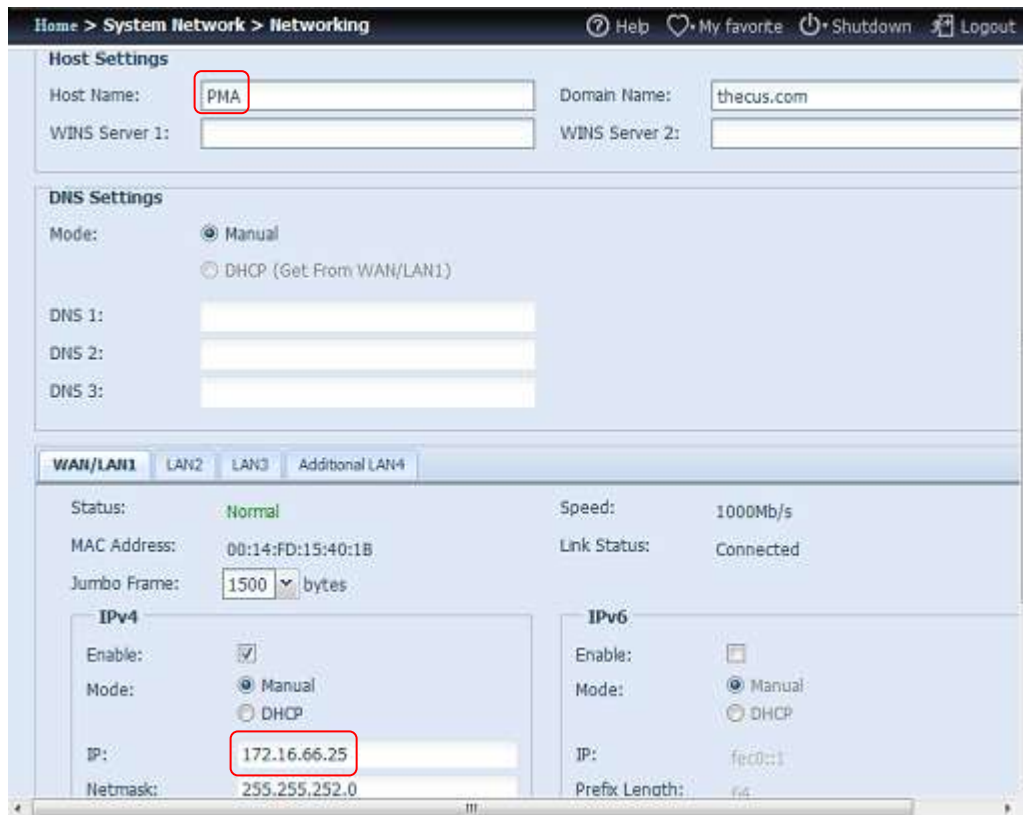 Home > System Network > Networking Help My favorite Shutdown Logout
Host Settings
Host Name: PMA Domain Name: thecus.com
WINS Server 1: WINS Server 2:
DNS Settings
Mode: Manual
DHCP (Get From WAN/LAN1)
DNS 1:
DNS 2:
DNS 3:
WAN/LAN1 LAN2 LAN3 Additional LAN4
Status: Normal Speed: 1000Mb/s
MAC Address: 00:14:FD:15:40:1B Link Status: Connected
Jumbo Frame: 1500 bytes
IPv4 IPv6
Enable: Enable:
Mode: Manual Mode: Manual
DHCP DHCP
IP: 172.16.66.25 IP: fec0::1
Netmask: 255.255.252.0 Prefix Length: 64